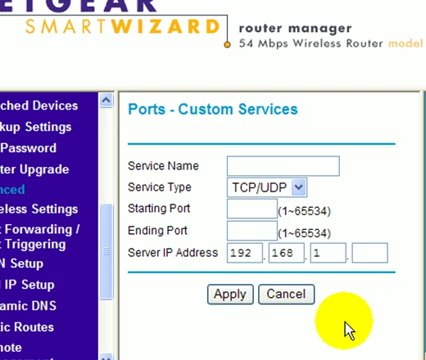 ETGEAR
SMARTWIZARD router manager
54 Mbps Wireless Router model
ched Devices
kup Settings
Password
ter Upgrade
nced
eless Settings
Forwarding /
t Triggering
N Setup
IP Setup
amic DNS
tic Routes
mote
Ports - Custom Services
Service Name
Service Type TCP/UDP
Starting Port (1~65534)
Ending Port (1~65534)
Server IP Address 192 . 168 . 1 .
Apply Cancel